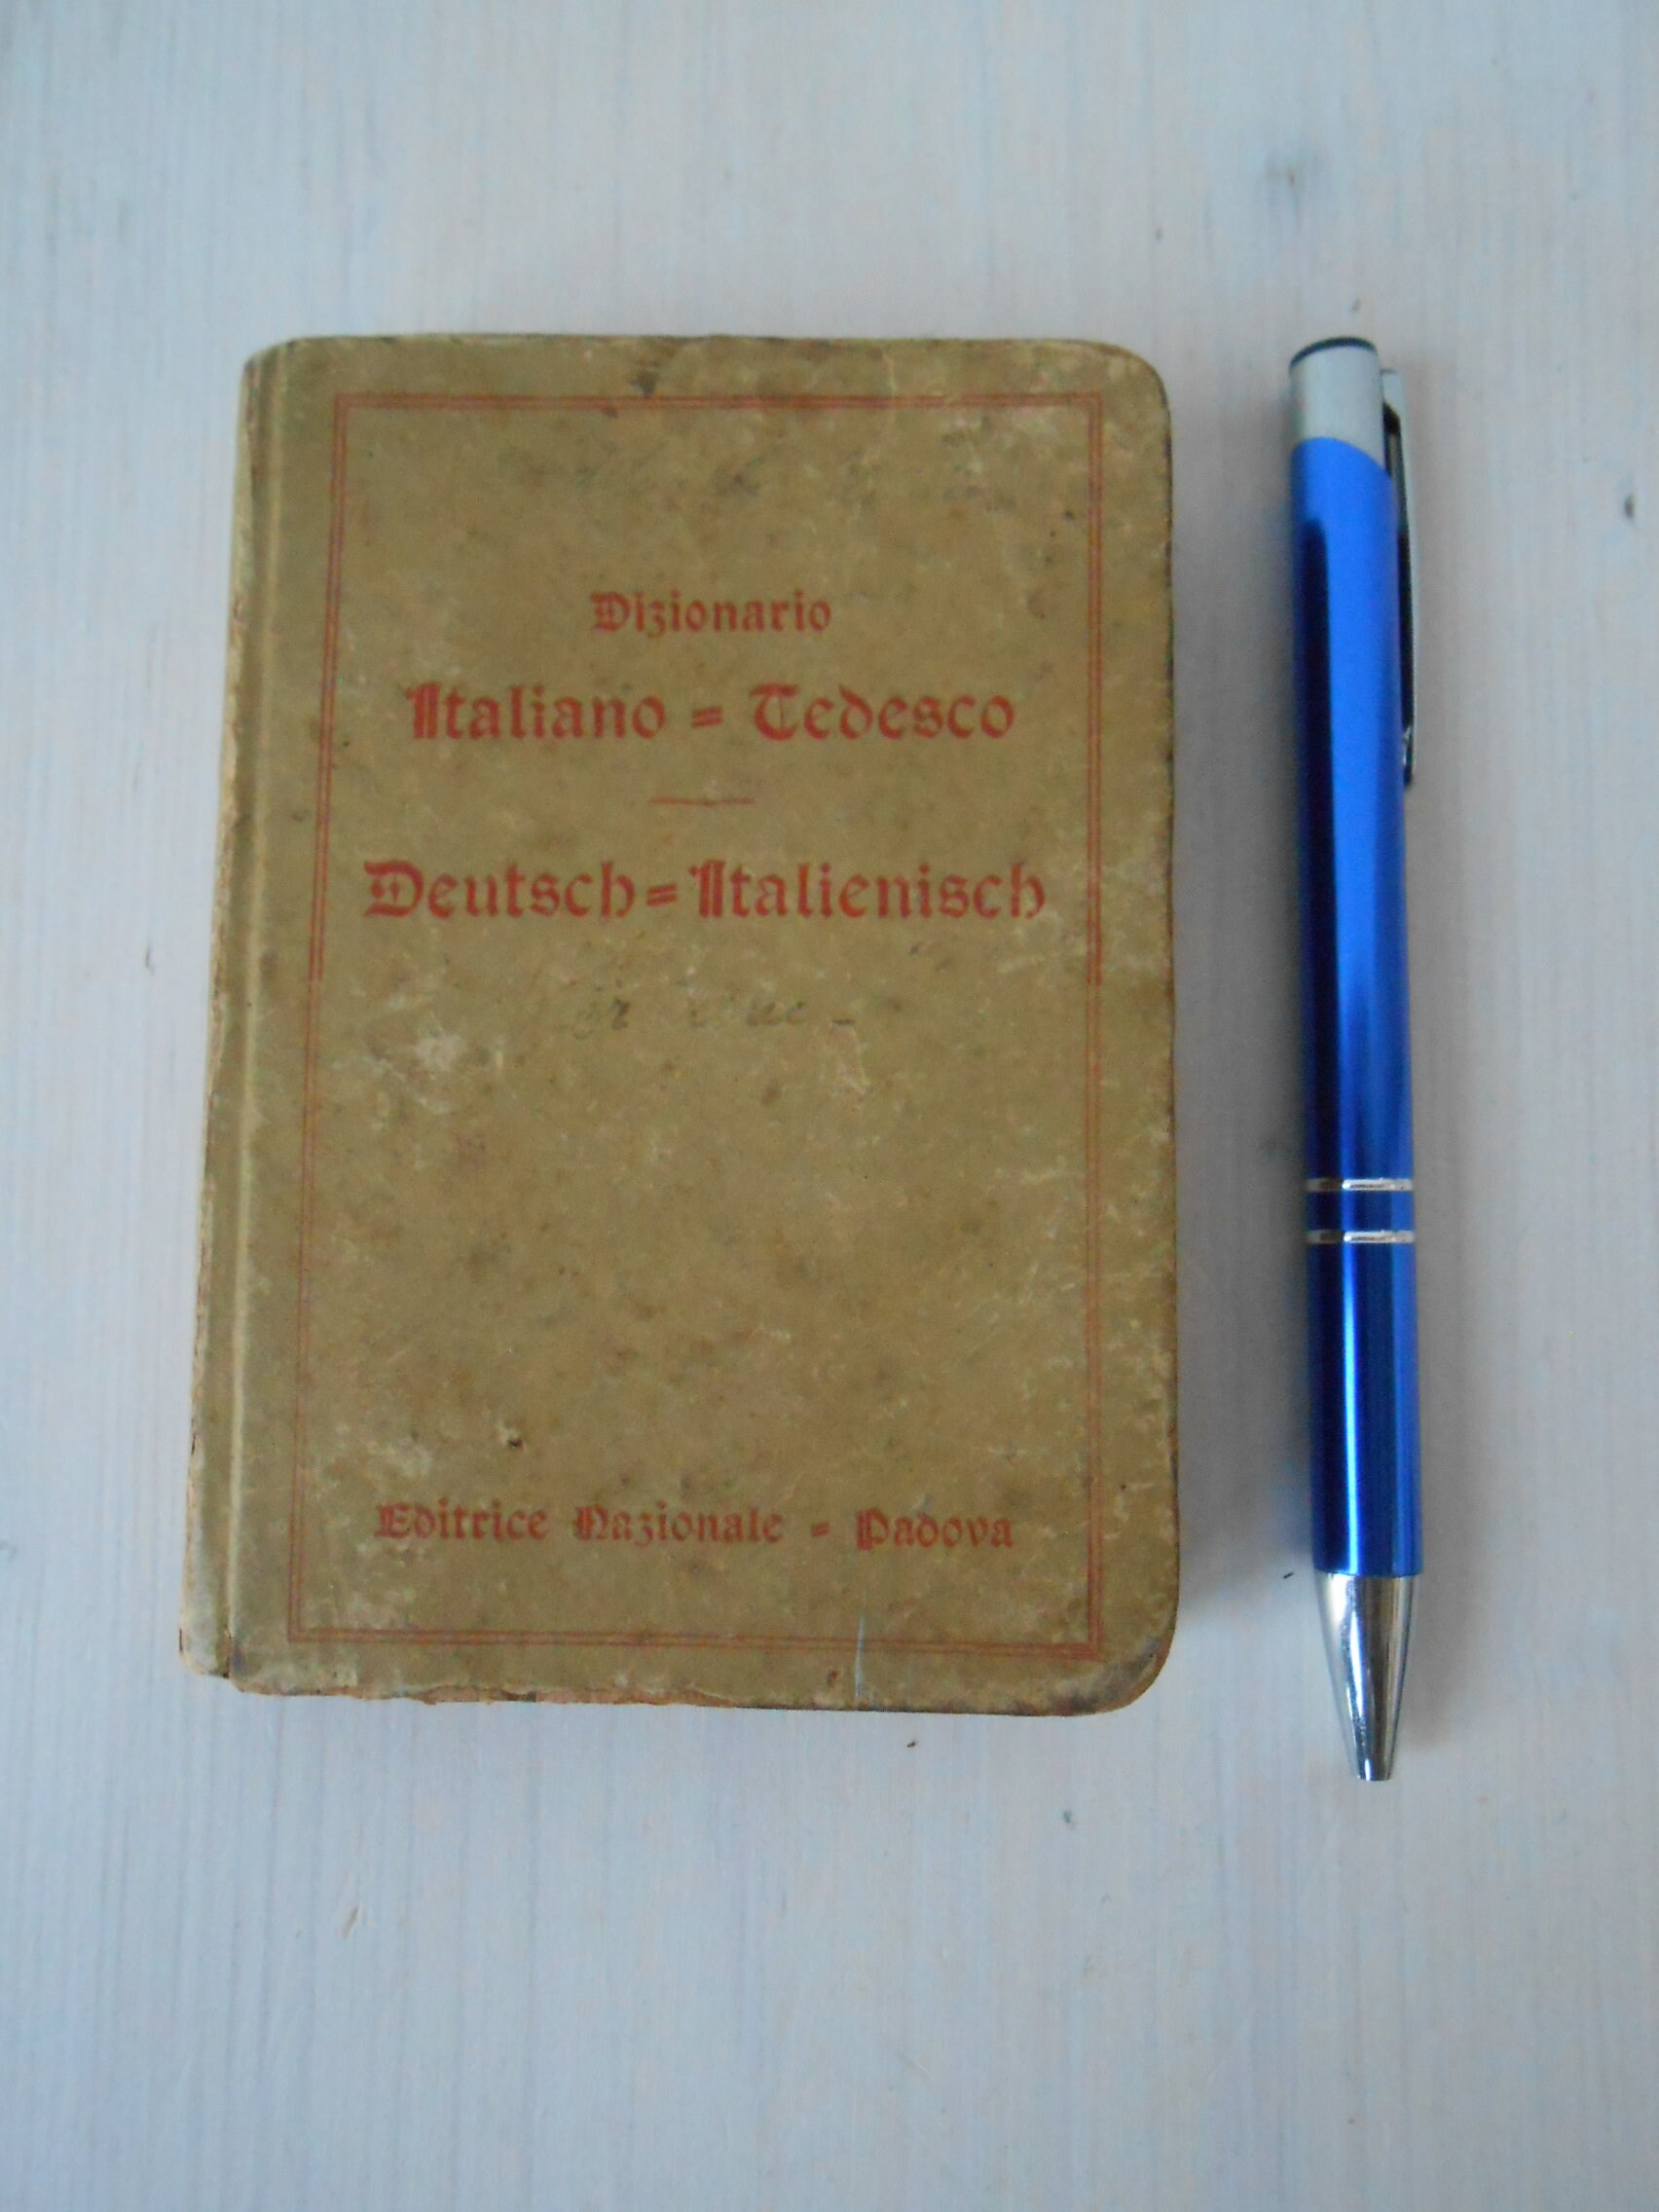 Dizionario
Italiano = Tedesco
Deutsch = Italienisch
Editrice Nazionale - Padova